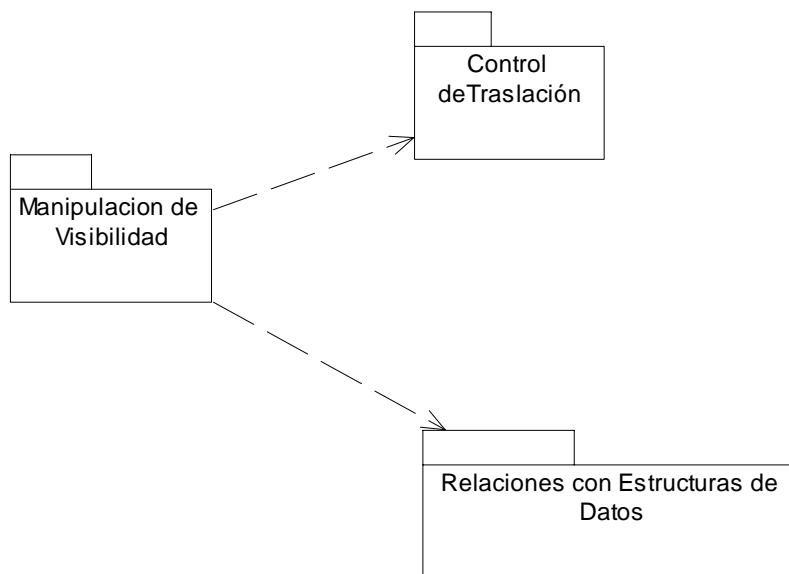 Control
deTraslación
Manipulacion de
Visibilidad
Relaciones con Estructuras de
Datos